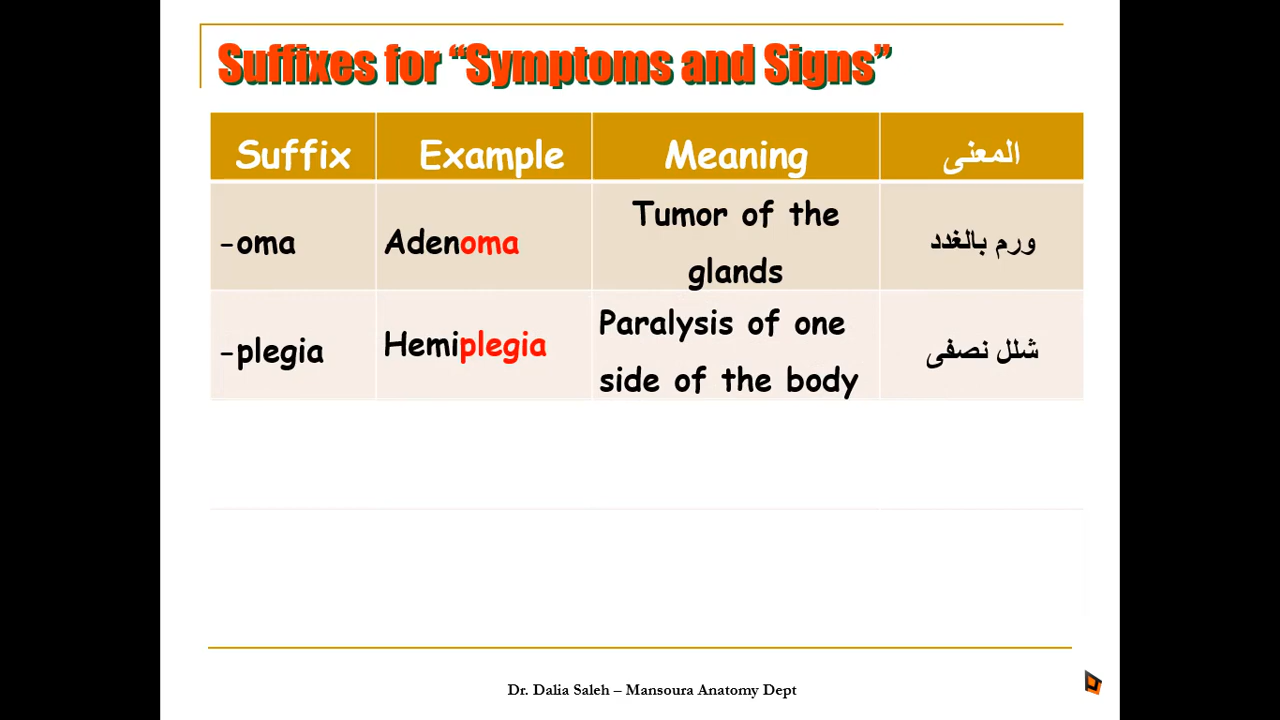 Suffixes for “Symptoms and Signs”
Suffix Example Meaning المعنى
-oma Adenoma Tumor of the glands ورم بالغدد
-plegia Hemiplegia Paralysis of one side of the body شلل نصفى
Dr. Dalia Saleh – Mansoura Anatomy Dept